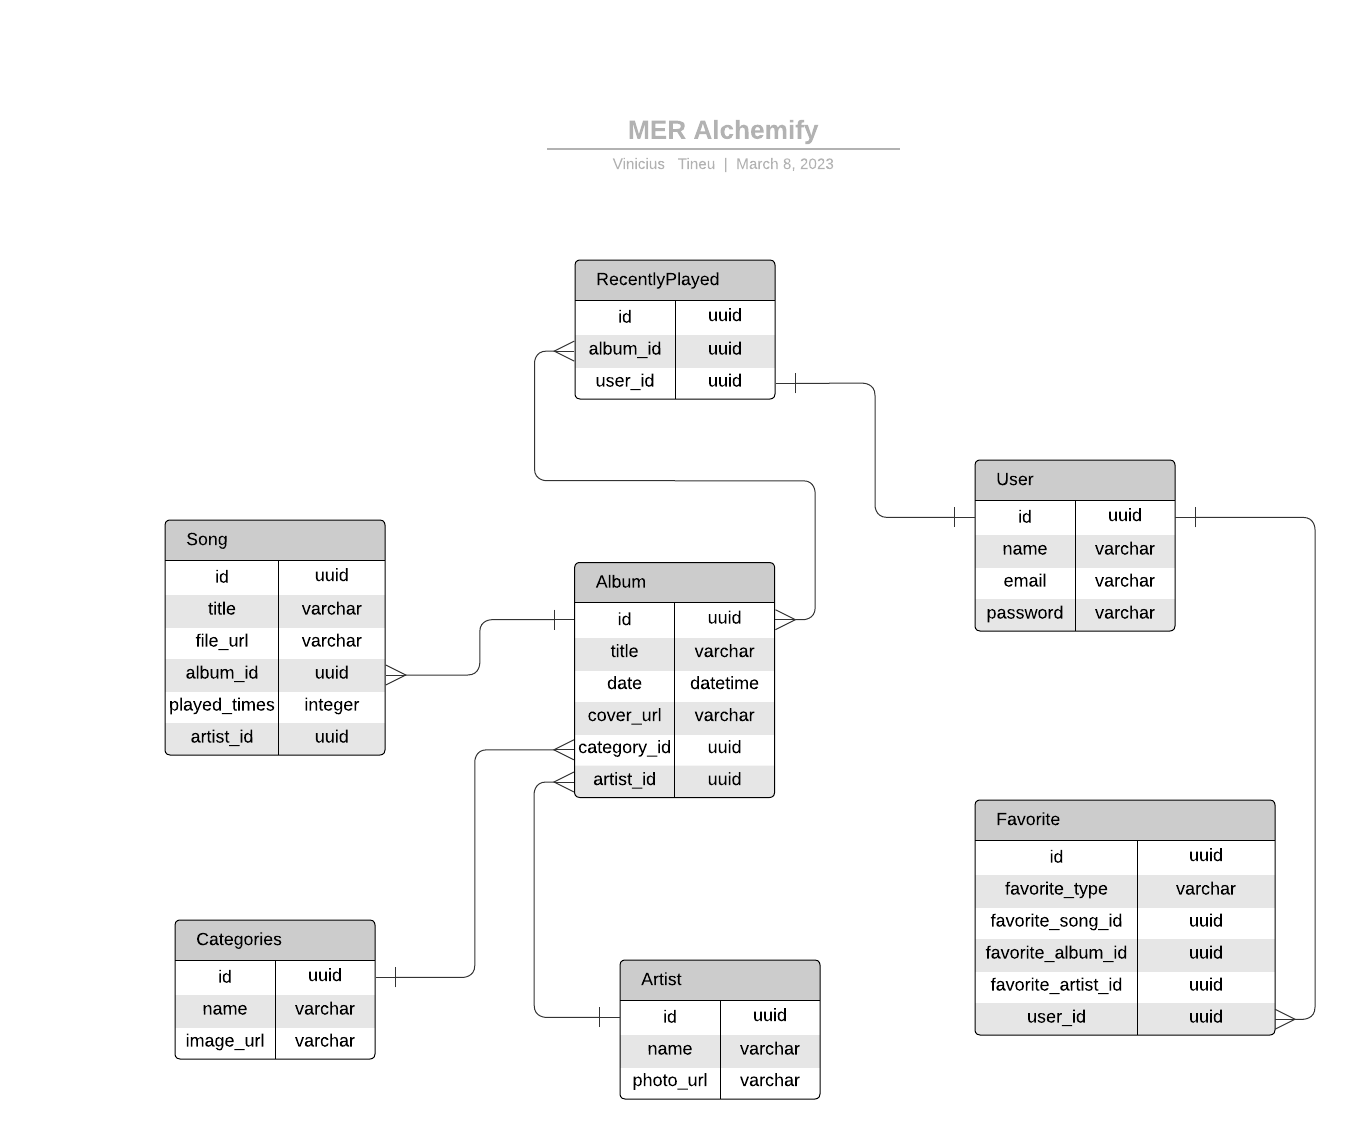 MER Alchemify
Vinicius Tineu | March 8, 2023
RecentlyPlayed
id uuid
album_id uuid
user_id uuid
User
id uuid
name varchar
email varchar
password varchar
Song
id uuid
title varchar
file_url varchar
album_id uuid
played_times integer
artist_id uuid
Album
id uuid
title varchar
date datetime
cover_url varchar
category_id uuid
artist_id uuid
Favorite
id uuid
favorite_type varchar
favorite_song_id uuid
favorite_album_id uuid
favorite_artist_id uuid
user_id uuid
Categories
id uuid
name varchar
image_url varchar
Artist
id uuid
name varchar
photo_url varchar